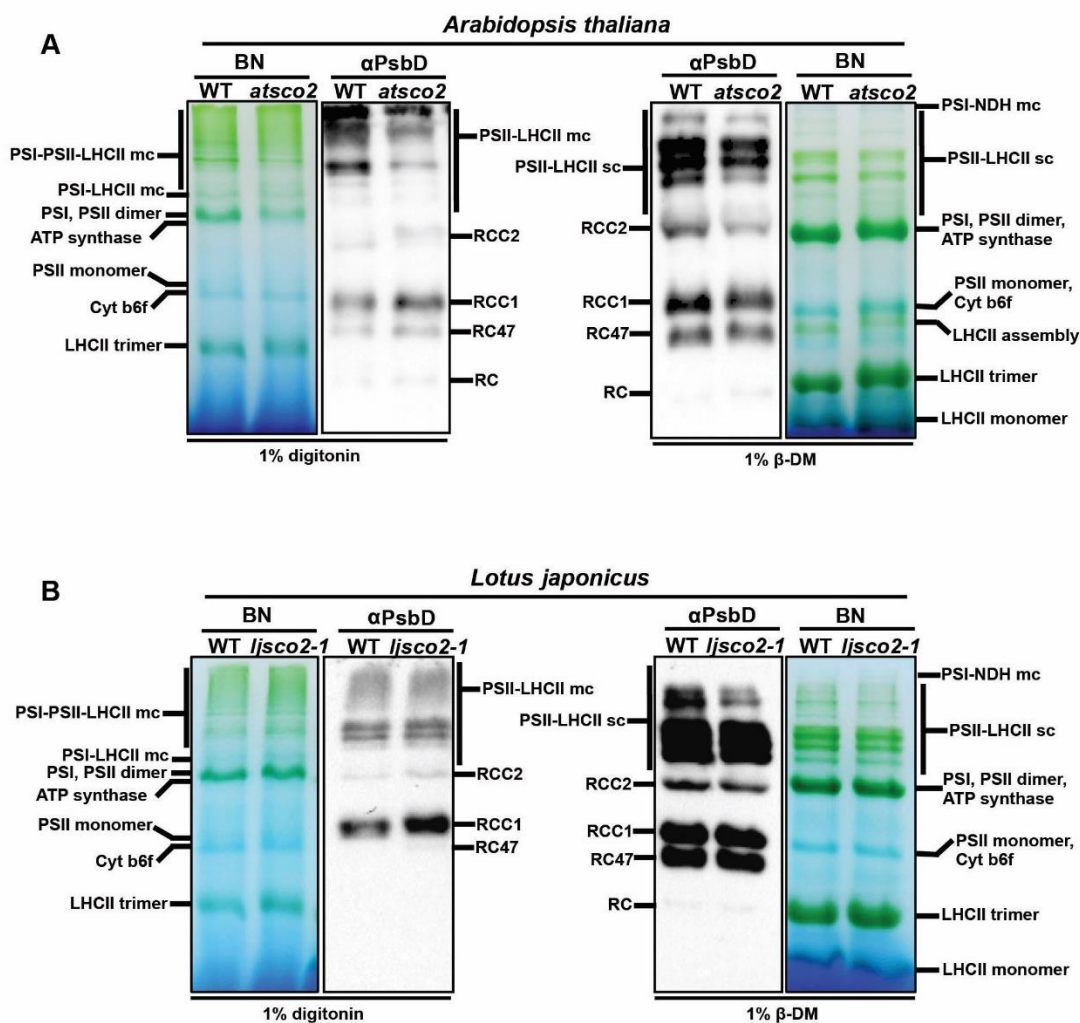 Arabidopsis thaliana
A
BN
αPsbD
WT atsco2
WT atsco2
PSI-PSII-LHCII mc
PSI-LHCII mc
PSI, PSII dimer
ATP synthase
PSII monomer
Cyt b6f
LHCII trimer
PSII-LHCII mc
RCC2
RCC1
RC47
RC
1% digitonin
αPsbD
BN
WT atsco2
WT atsco2
PSII-LHCII sc
RCC2
RCC1
RC47
RC
PSI-NDH mc
PSII-LHCII sc
PSI, PSII dimer,
ATP synthase
PSII monomer,
Cyt b6f
LHCII assembly
LHCII trimer
LHCII monomer
1% β-DM
Lotus japonicus
B
BN
αPsbD
WT ljsco2-1
WT ljsco2-1
PSI-PSII-LHCII mc
PSI-LHCII mc
PSI, PSII dimer
ATP synthase
PSII monomer
Cyt b6f
LHCII trimer
PSII-LHCII mc
RCC2
RCC1
RC47
1% digitonin
αPsbD
BN
WT ljsco2-1
WT ljsco2-1
PSII-LHCII sc
RCC2
RCC1
RC47
RC
PSI-NDH mc
PSII-LHCII sc
PSI, PSII dimer,
ATP synthase
PSII monomer,
Cyt b6f
LHCII trimer
LHCII monomer
1% β-DM